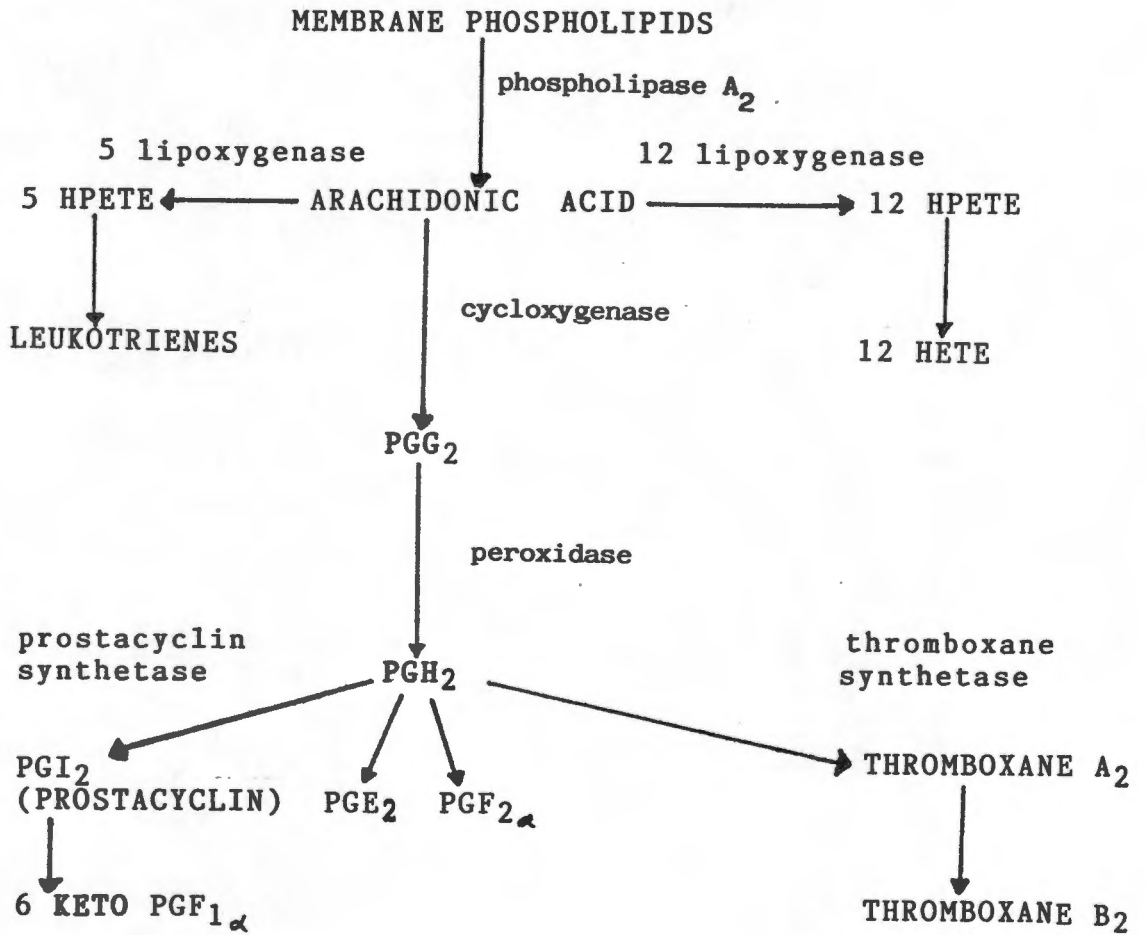 MEMBRANE PHOSPHOLIPIDS
phospholipase A2
5 lipoxygenase
12 lipoxygenase
5 HPETE
ARACHIDONIC ACID
12 HPETE
cycloxygenase
LEUKOTRIENES
12 HETE
PGG2
peroxidase
prostacyclin
synthetase
PGH2
thromboxane
synthetase
PGI2
(PROSTACYCLIN)
PGE2
PGF2α
THROMBOXANE A2
6 KETO PGF1α
THROMBOXANE B2